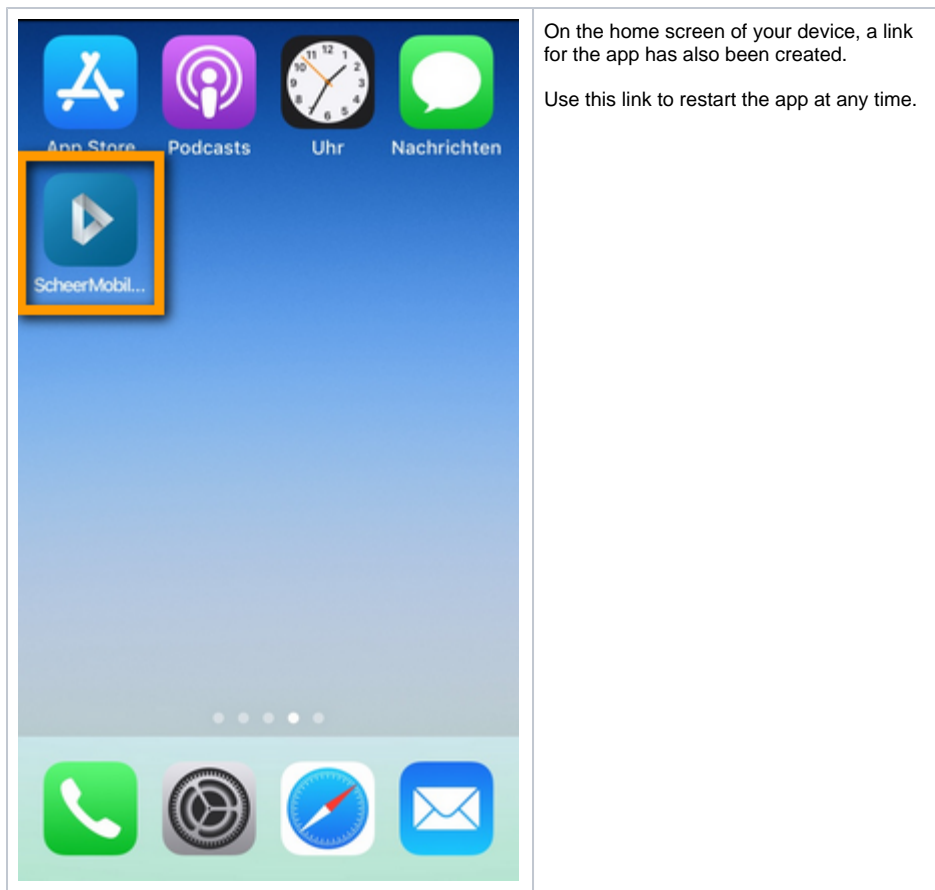 On the home screen of your device, a link
for the app has also been created.
Use this link to restart the app at any time.
App Store Podcasts Uhr Nachrichten
ScheerMobil...